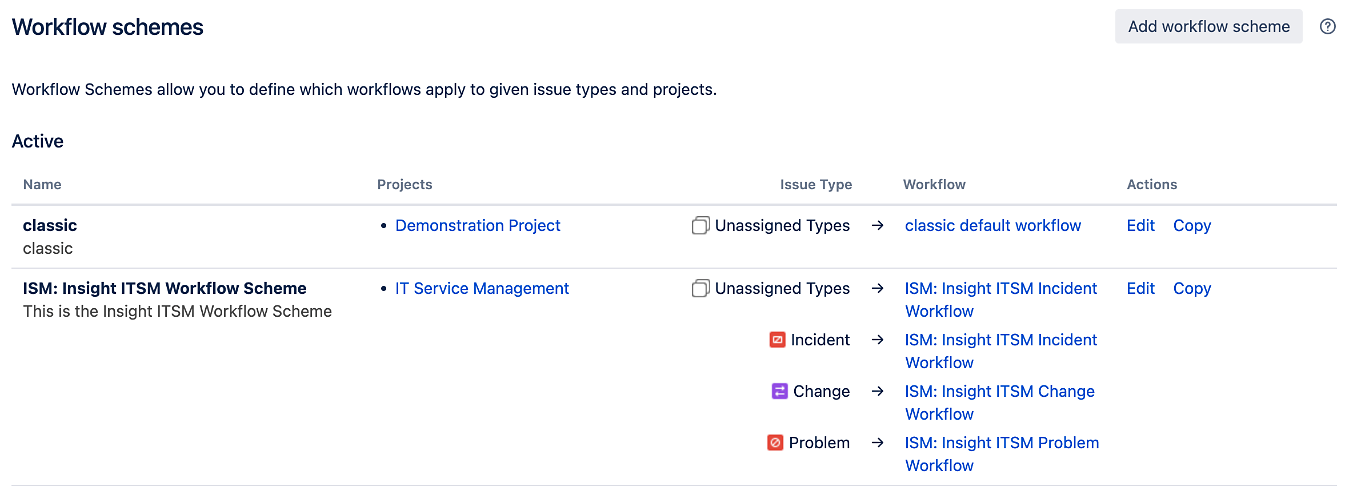 Workflow schemes
Add workflow scheme
Workflow Schemes allow you to define which workflows apply to given issue types and projects.
Active
Name Projects Issue Type Workflow Actions
classic • Demonstration Project Unassigned Types → classic default workflow Edit Copy
classic
ISM: Insight ITSM Workflow Scheme • IT Service Management Unassigned Types → ISM: Insight ITSM Incident Edit Copy
This is the Insight ITSM Workflow Scheme Workflow
Incident → ISM: Insight ITSM Incident
Workflow
Change → ISM: Insight ITSM Change
Workflow
Problem → ISM: Insight ITSM Problem
Workflow